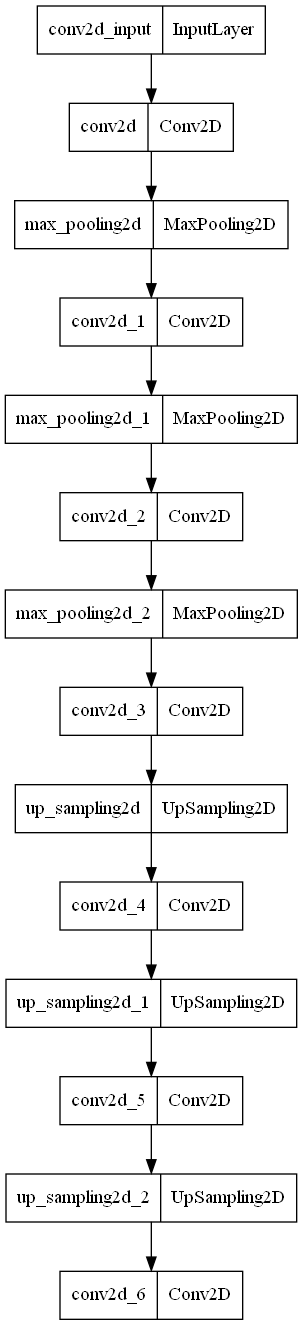 conv2d_input InputLayer
conv2d Conv2D
max_pooling2d MaxPooling2D
conv2d_1 Conv2D
max_pooling2d_1 MaxPooling2D
conv2d_2 Conv2D
max_pooling2d_2 MaxPooling2D
conv2d_3 Conv2D
up_sampling2d UpSampling2D
conv2d_4 Conv2D
up_sampling2d_1 UpSampling2D
conv2d_5 Conv2D
up_sampling2d_2 UpSampling2D
conv2d_6 Conv2D